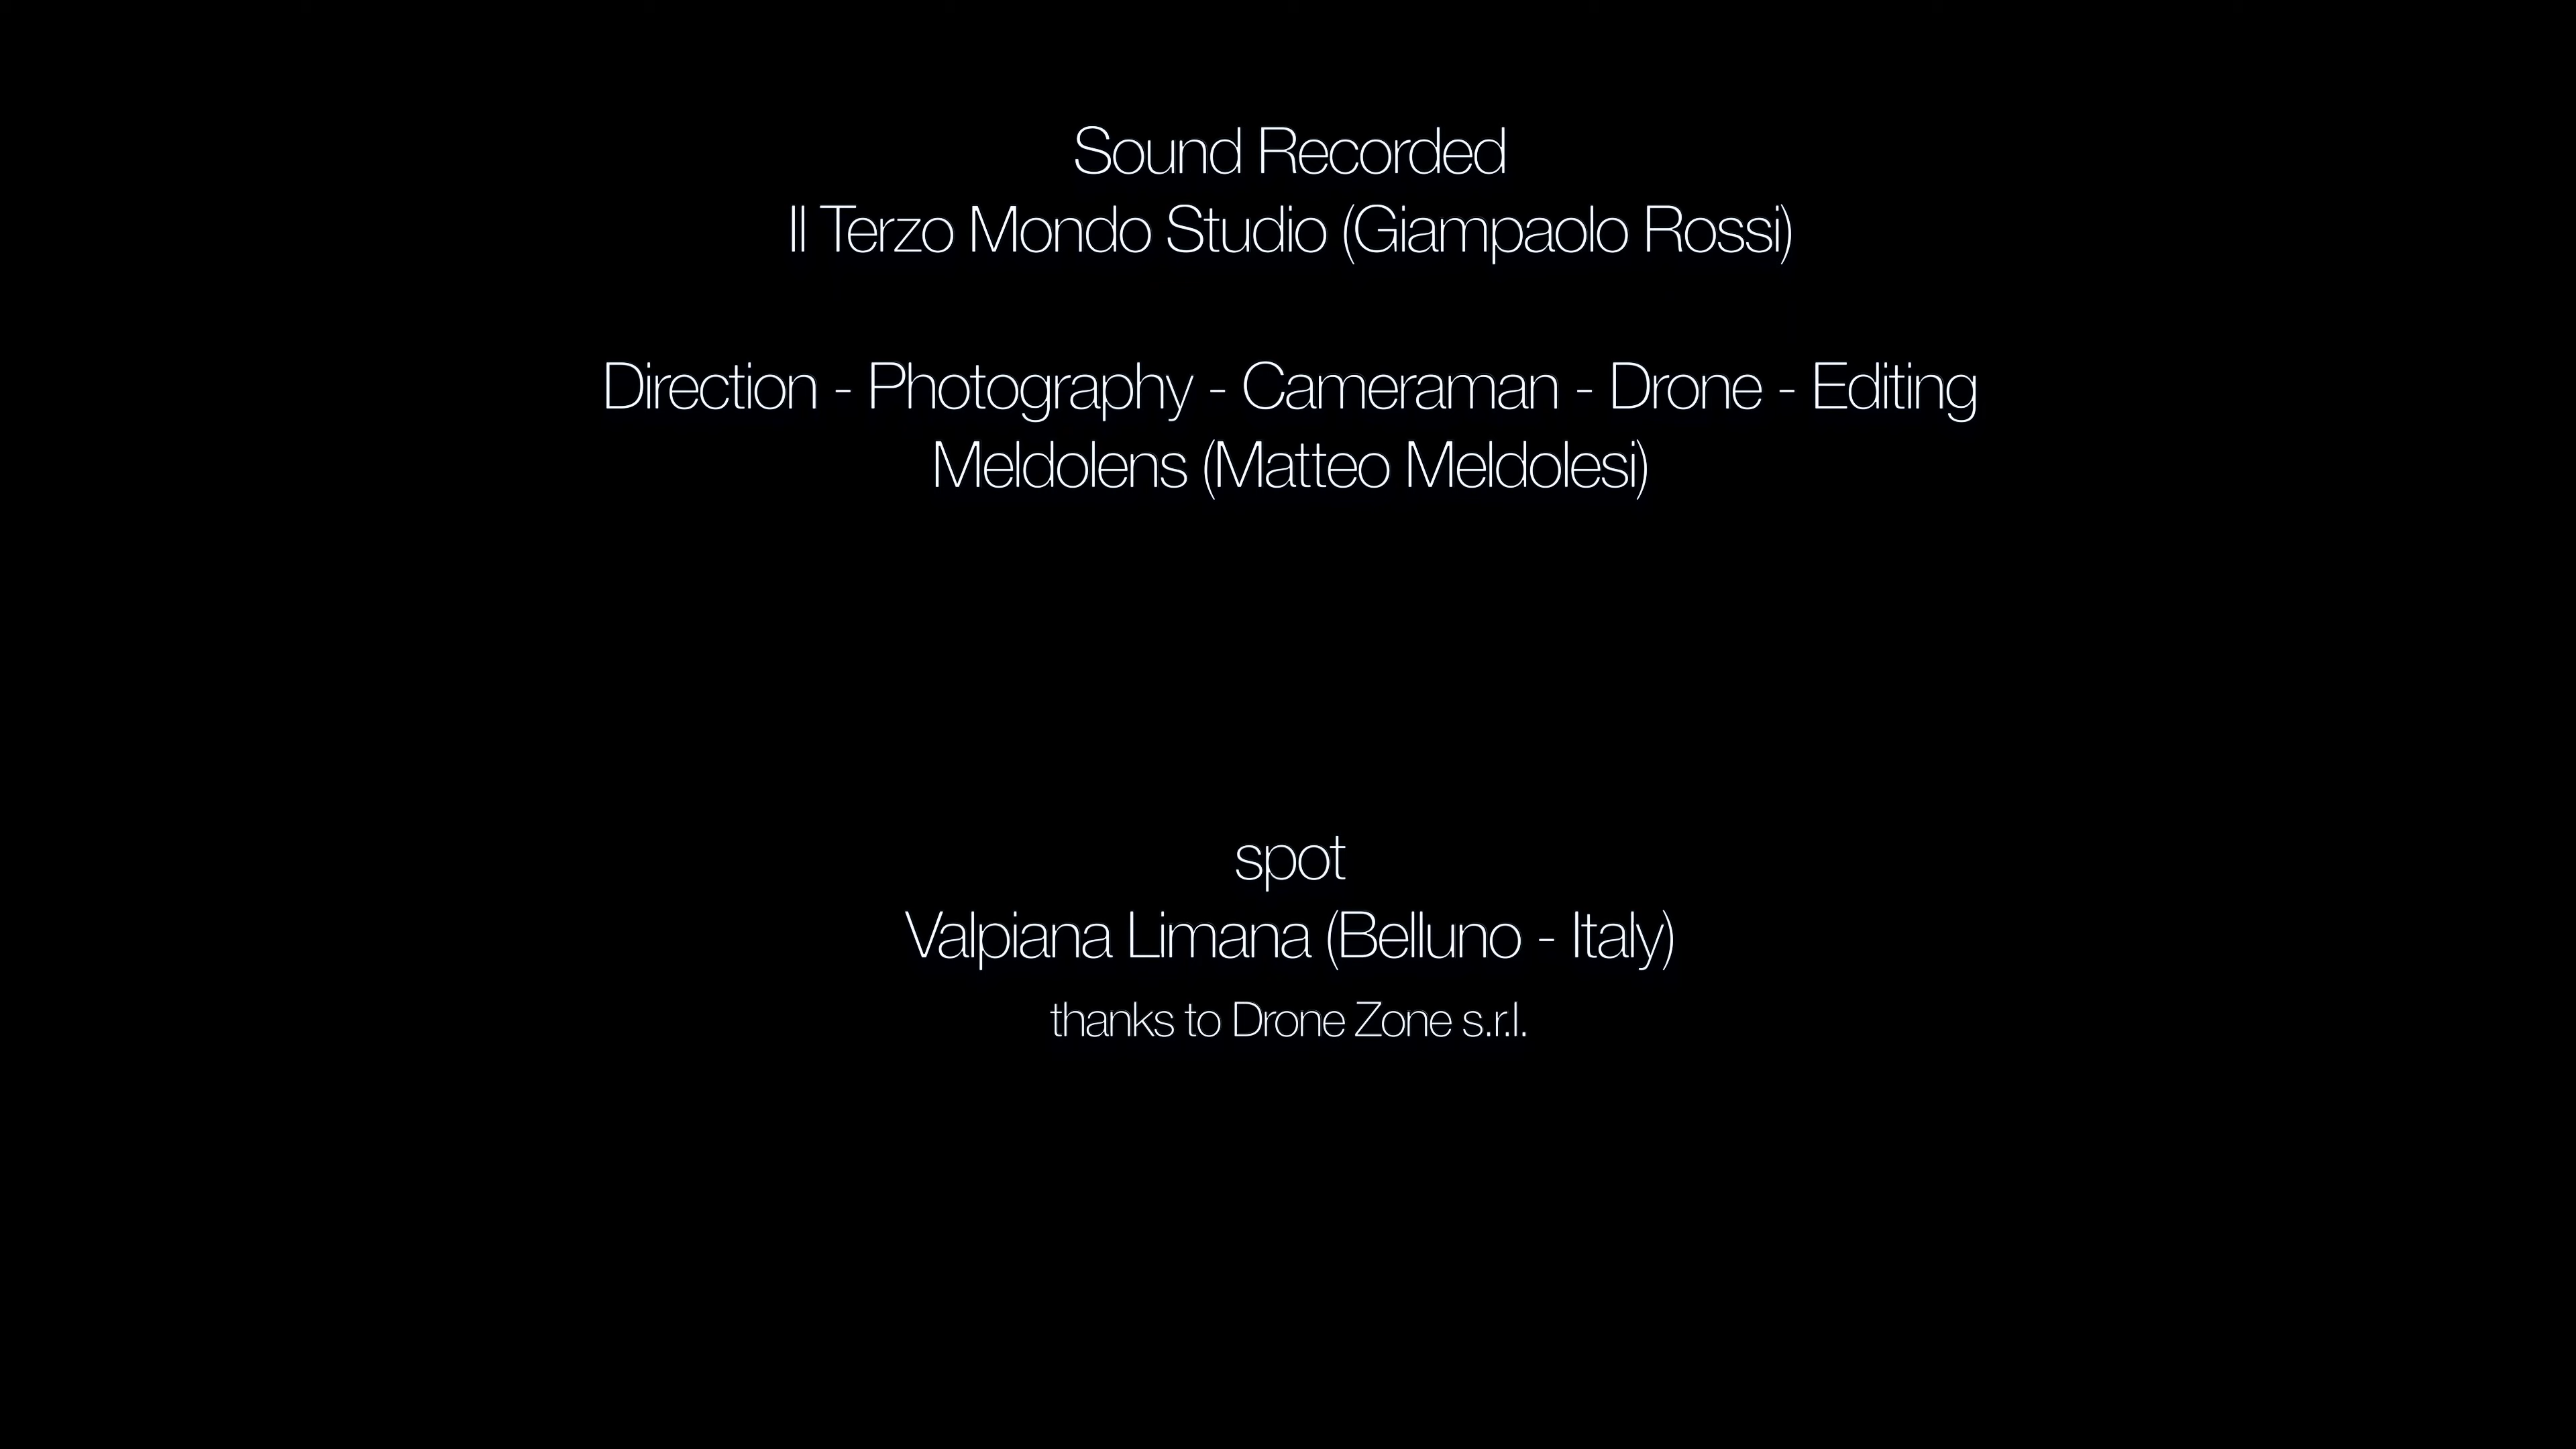 Sound Recorded
Il Terzo Mondo Studio (Giampaolo Rossi)
Direction - Photography - Cameraman - Drone - Editing
Meldolens (Matteo Meldolesi)
spot
Valpiana Limana (Belluno - Italy)
thanks to Drone Zone s.r.l.